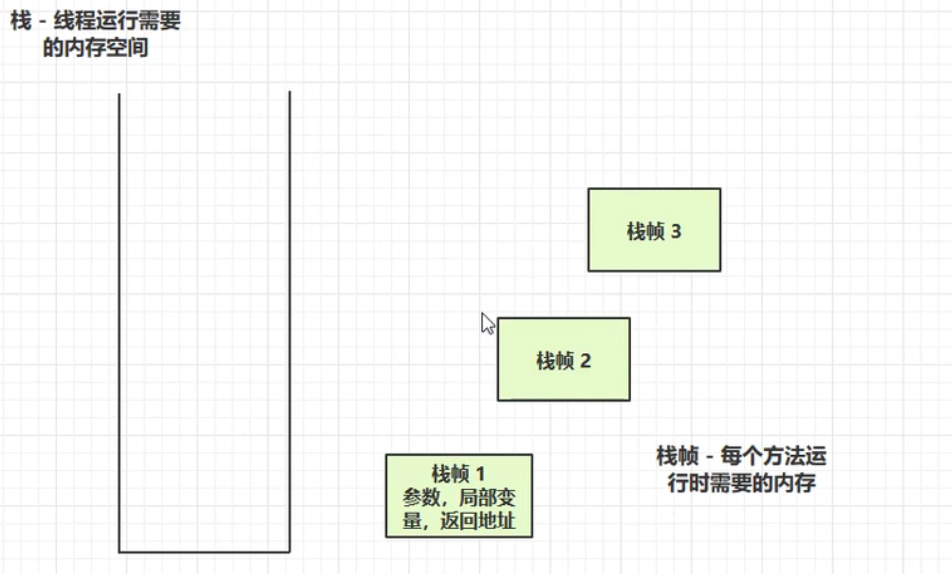 栈 - 线程运行需要
的内存空间
栈帧 3
栈帧 2
栈帧 1
参数，局部变
量，返回地址
栈帧 - 每个方法运
行时需要的内存